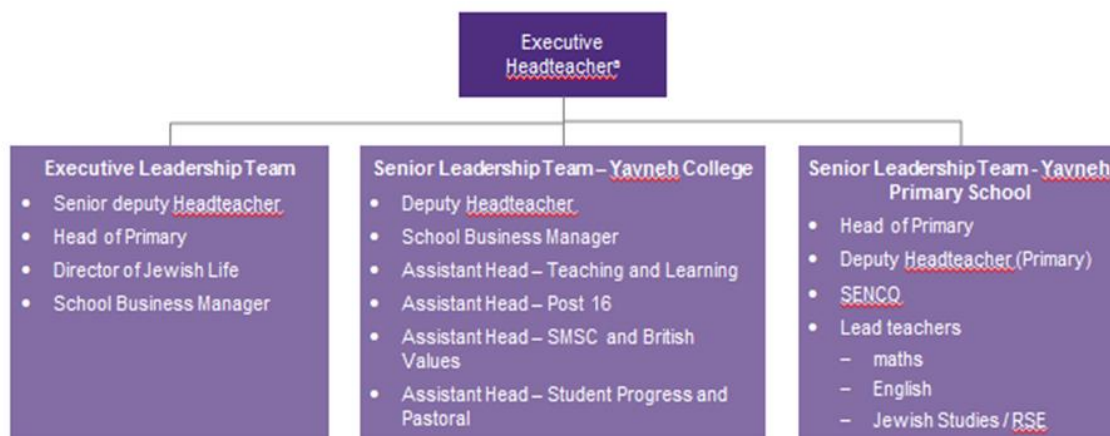 Executive
Headteacherª
Executive Leadership Team
• Senior deputy Headteacher
• Head of Primary
• Director of Jewish Life
• School Business Manager
Senior Leadership Team – Yavneh College
• Deputy Headteacher
• School Business Manager
• Assistant Head – Teaching and Learning
• Assistant Head – Post 16
• Assistant Head – SMSC and British
Values
• Assistant Head – Student Progress and
Pastoral
Senior Leadership Team - Yavneh
Primary School
• Head of Primary
• Deputy Headteacher (Primary)
• SENCO
• Lead teachers
– maths
– English
– Jewish Studies / RSE